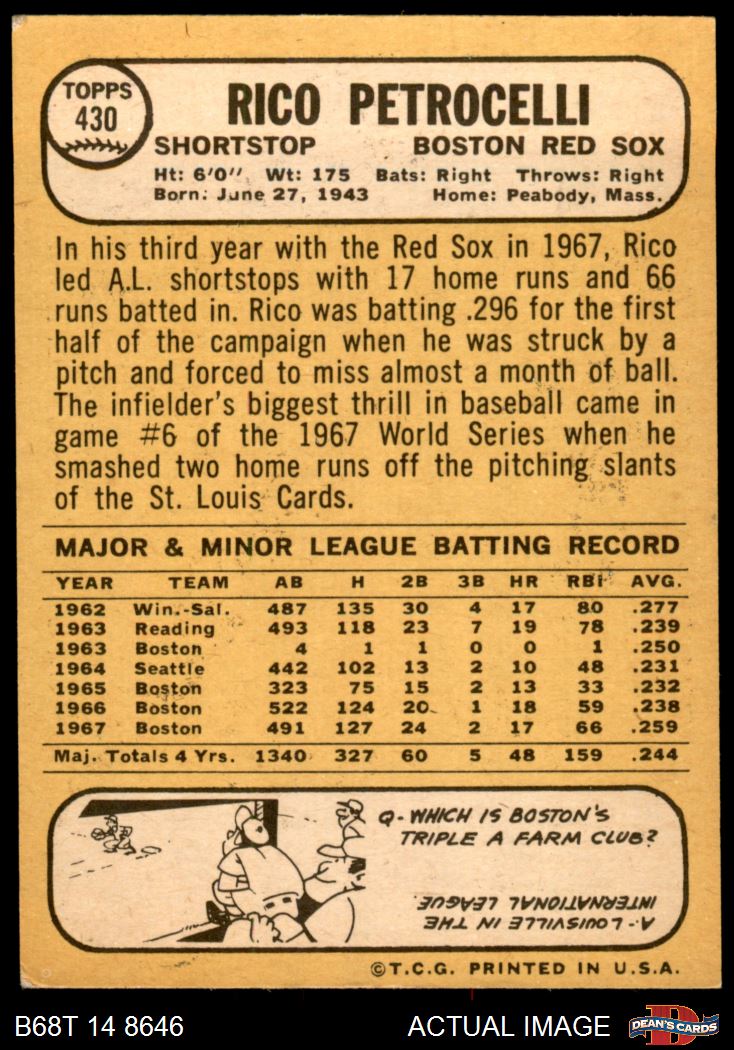 TOPPS
430
RICO PETROCELLI
SHORTSTOP BOSTON RED SOX
Ht: 6'0" Wt: 175 Bats: Right Throws: Right
Born: June 27, 1943 Home: Peabody, Mass.
In his third year with the Red Sox in 1967, Rico
led A.L. shortstops with 17 home runs and 66
runs batted in. Rico was batting .296 for the first
half of the campaign when he was struck by a
pitch and forced to miss almost a month of ball.
The infielder's biggest thrill in baseball came in
game #6 of the 1967 World Series when he
smashed two home runs off the pitching slants
of the St. Louis Cards.
MAJOR & MINOR LEAGUE BATTING RECORD
YEAR TEAM AB H 2B 3B HR RBI AVG.
1962 Win.-Sal. 487 135 30 4 17 80 .277
1963 Reading 493 118 23 7 19 78 .239
1963 Boston 4 1 1 0 0 1 .250
1964 Seattle 442 102 13 2 10 48 .231
1965 Boston 323 75 15 2 13 33 .232
1966 Boston 522 124 20 1 18 59 .238
1967 Boston 491 127 24 2 17 66 .259
Maj. Totals 4 Yrs. 1340 327 60 5 48 159 .244
Q- WHICH IS BOSTON'S
TRIPLE A FARM CLUB?
A- LOUISVILLE IN THE
INTERNATIONAL LEAGUE.
©T.C.G. PRINTED IN U.S.A.
B68T 14 8646 ACTUAL IMAGE
D
DEAN'S CARDS